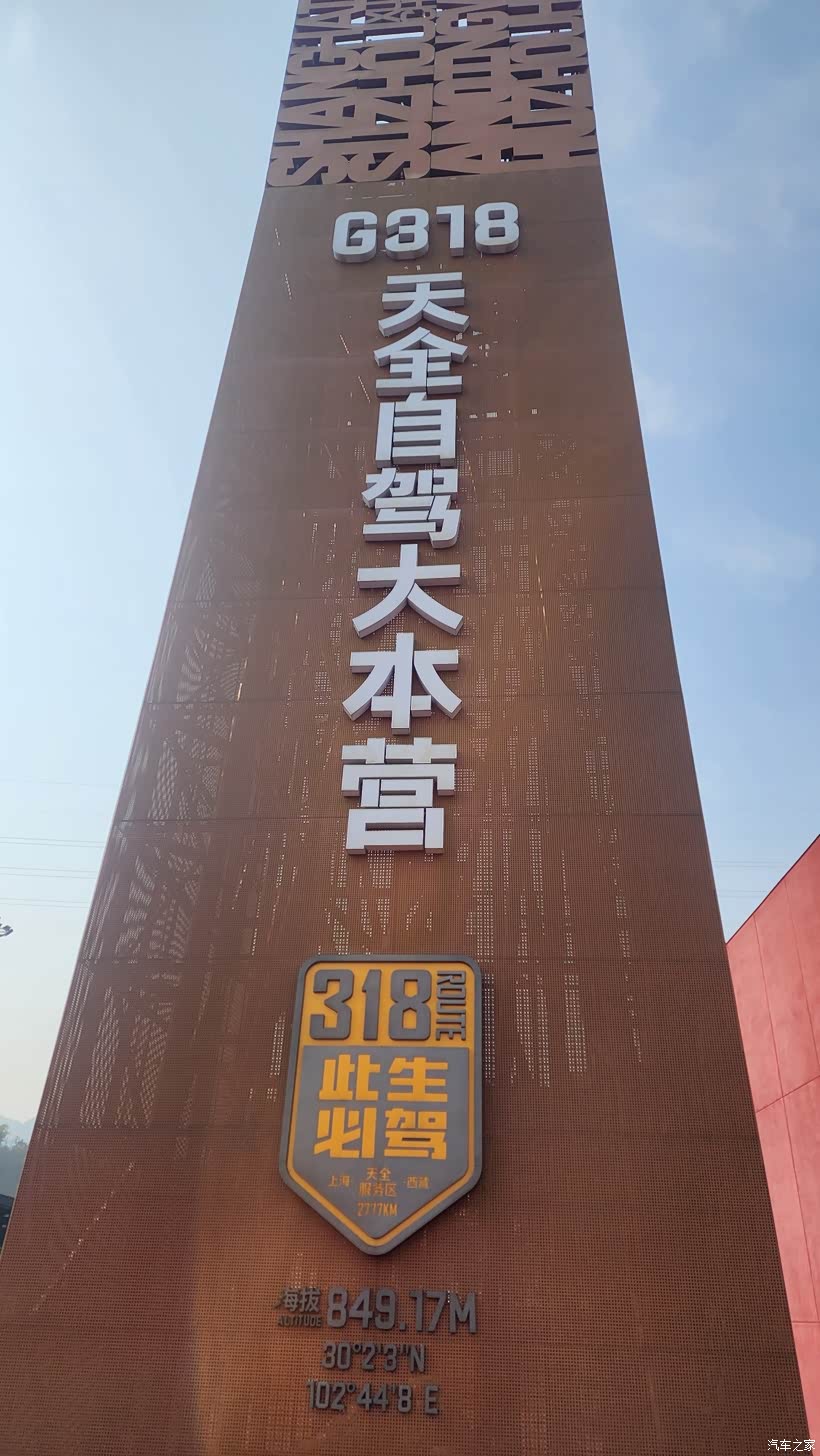 G318
天全自驾大本营
318 ROUTE
此生
必驾
上海 天全服务区 西藏
2777KM
海拔 ALTITUDE 849.17M
30°2'3"N
102°44"8 E
汽车之家